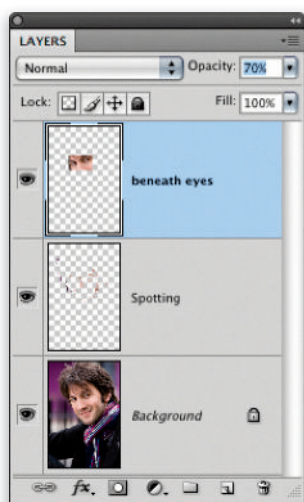 LAYERS
Normal Opacity: 70%
Lock: Fill: 100%
beneath eyes
Spotting
Background
fx.